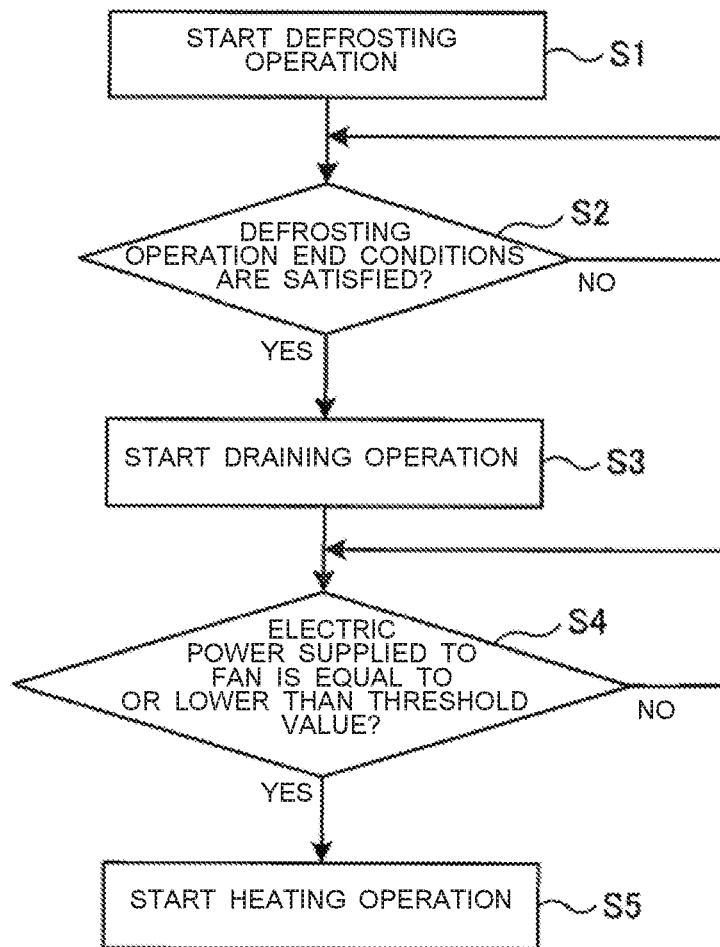 START DEFROSTING
OPERATION
S1
S2
DEFROSTING
OPERATION END CONDITIONS
ARE SATISFIED?
NO
YES
START DRAINING OPERATION
S3
S4
ELECTRIC
POWER SUPPLIED TO
FAN IS EQUAL TO
OR LOWER THAN THRESHOLD
VALUE?
NO
YES
START HEATING OPERATION
S5